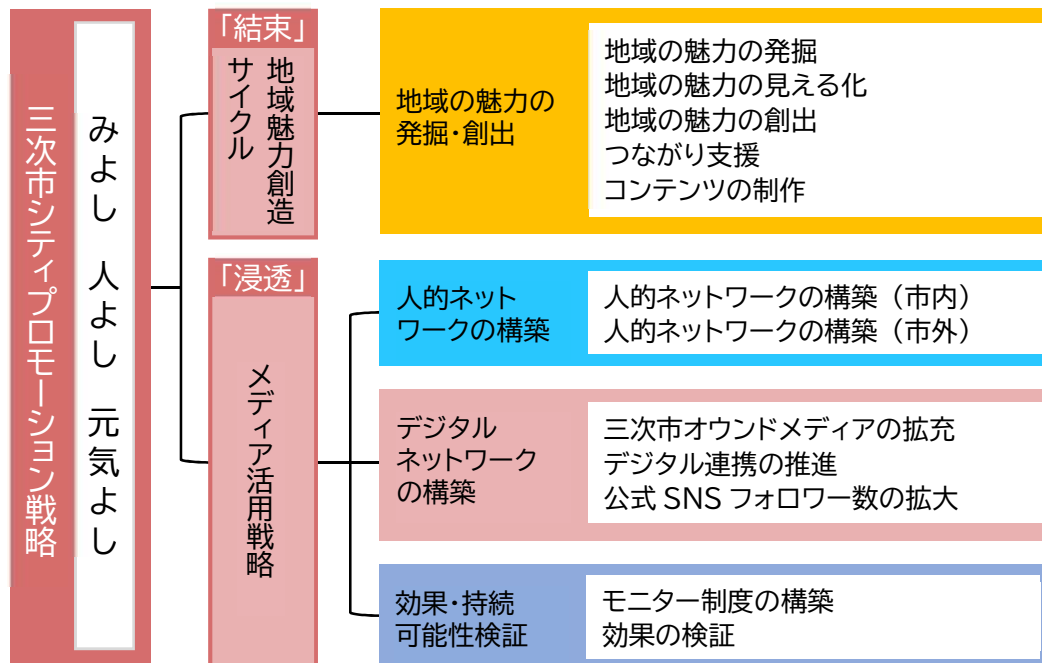 三次市シティプロモーション戦略
みよし 人よし 元気よし
「結束」
地域魅力創造
サイクル
地域の魅力の
発掘・創出
地域の魅力の発掘
地域の魅力の見える化
地域の魅力の創出
つながり支援
コンテンツの制作
「浸透」
メディア活用戦略
人的ネット
ワークの構築
人的ネットワークの構築（市内）
人的ネットワークの構築（市外）
デジタル
ネットワーク
の構築
三次市オウンドメディアの拡充
デジタル連携の推進
公式 SNS フォロワー数の拡大
効果・持続
可能性検証
モニター制度の構築
効果の検証